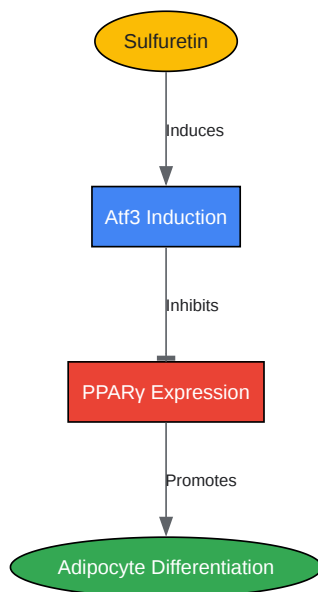 Sulfuretin
Induces
Atf3 Induction
Inhibits
PPARγ Expression
Promotes
Adipocyte Differentiation